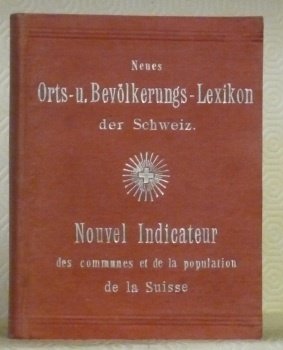 Neues
Orts-u. Bevölkerungs-Lexikon
der Schweiz.
Nouvel Indicateur
des communes et de la population
de la Suisse